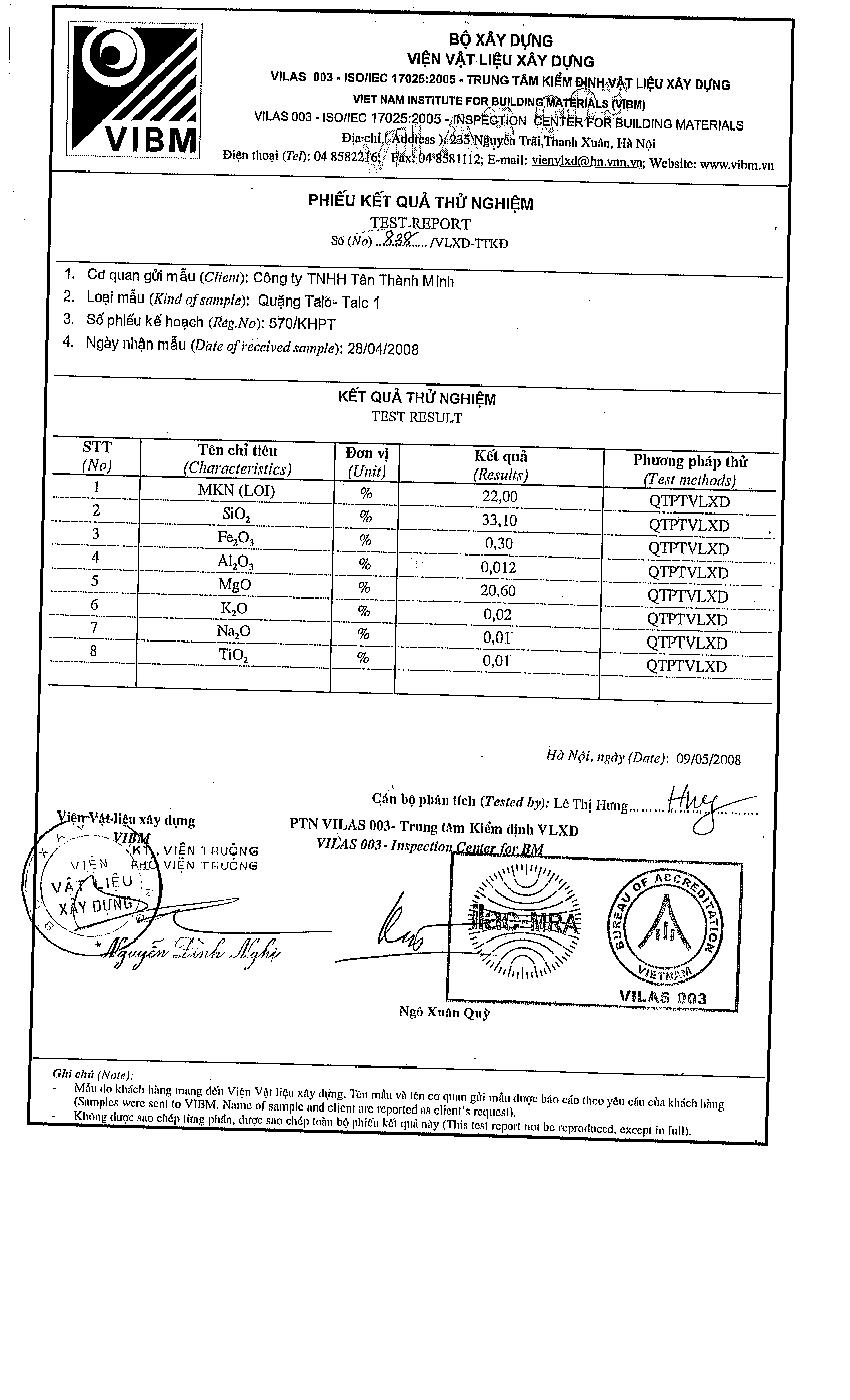 VIBM
BỘ XÂY DỰNG
VIỆN VẬT LIỆU XÂY DỰNG
VILAS 003 - ISO/IEC 17025:2005 - TRUNG TÂM KIỂM ĐỊNH VẬT LIỆU XÂY DỰNG
VIET NAM INSTITUTE FOR BUILDING MATERIALS (VIBM)
VILAS 003 - ISO/IEC 17025:2005 - INSPECTION CENTER FOR BUILDING MATERIALS
Địa chỉ ( Address ): 235 Nguyễn Trãi, Thanh Xuân, Hà Nội
Điện thoại (Tel): 04 8582216; Fax: 04 8581112; E-mail: vienvlxd@hn.vnn.vn; Website: www.vibm.vn
PHIẾU KẾT QUẢ THỬ NGHIỆM
TEST REPORT
Số (No) ..838...../VLXD-TTKĐ
1. Cơ quan gửi mẫu (Client): Công ty TNHH Tân Thành Minh
2. Loại mẫu (Kind of sample): Quặng Talc- Talc 1
3. Số phiếu kế hoạch (Reg.No): 570/KHPT
4. Ngày nhận mẫu (Date of received sample): 28/04/2008
KẾT QUẢ THỬ NGHIỆM
TEST RESULT
STT (No) Tên chỉ tiêu (Characteristics) Đơn vị (Unit) Kết quả (Results) Phương pháp thử (Test methods)
1 MKN (LOI) % 22,00 QTPTVLXD
2 SiO₂ % 33,10 QTPTVLXD
3 Fe₂O₃ % 0,30 QTPTVLXD
4 Al₂O₃ % 0,012 QTPTVLXD
5 MgO % 20,60 QTPTVLXD
6 K₂O % 0,02 QTPTVLXD
7 Na₂O % 0,01 QTPTVLXD
8 TiO₂ % 0,01 QTPTVLXD
Hà Nội, ngày (Date): 09/05/2008
Cán bộ phân tích (Tested by): Lê Thị Hưng
Viện Vật liệu xây dựng
VIBM
KT, VIỆN TRƯỞNG
PHÓ VIỆN TRƯỞNG
VIỆN
VẬT LIỆU
XÂY DỰNG
Nguyễn Đình Nghị
PTN VILAS 003- Trung tâm Kiểm định VLXD
VILAS 003 - Inspection Center for BM
ilac-MRA
BUREAU OF ACCREDITATION
VIETNAM
VILAS 003
Ngô Xuân Quỳ
Ghi chú (Note):
- Mẫu do khách hàng mang đến Viện Vật liệu xây dựng. Tên mẫu và tên cơ quan gửi mẫu được báo cáo theo yêu cầu của khách hàng
(Samples were sent to VIBM. Name of sample and client are reported as client's request).
- Không được sao chép từng phần, được sao chép toàn bộ phiếu kết quả này (This test report not be reproduced, except in full).